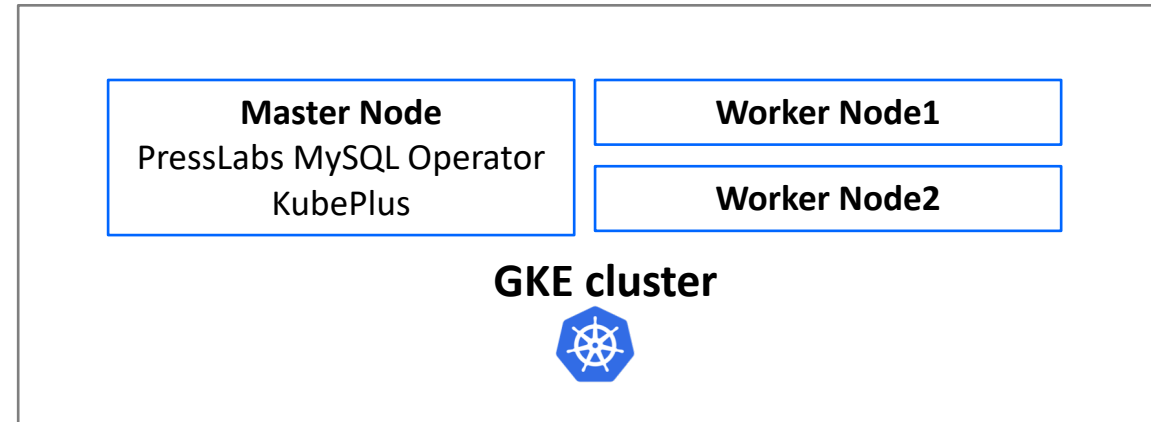 Master Node
PressLabs MySQL Operator
KubePlus
Worker Node1
Worker Node2
GKE cluster